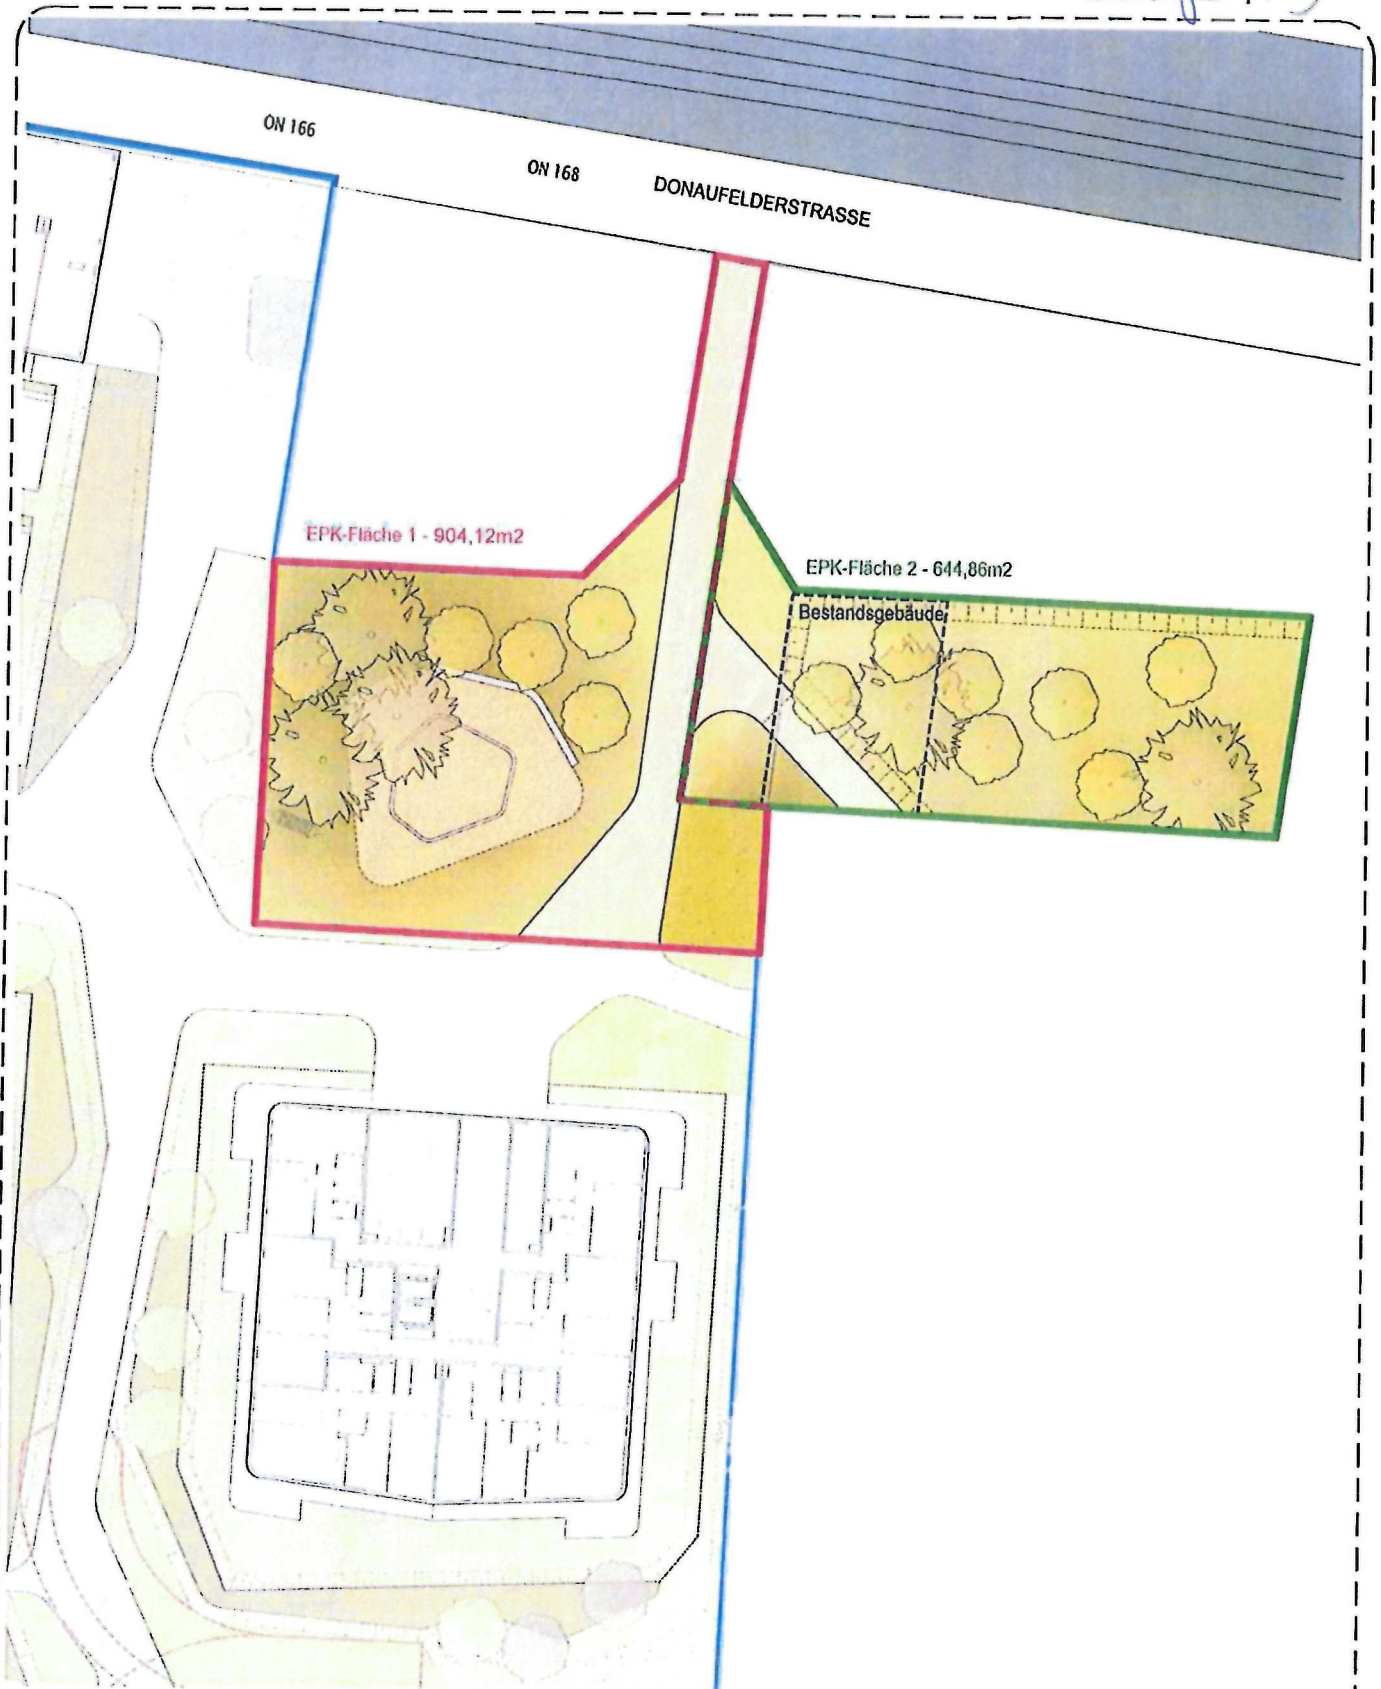 ON 166
ON 168
DONAUFELDERSTRASSE
EPK-Fläche 1 - 904,12m2
EPK-Fläche 2 - 644,86m2
Bestandsgebäude